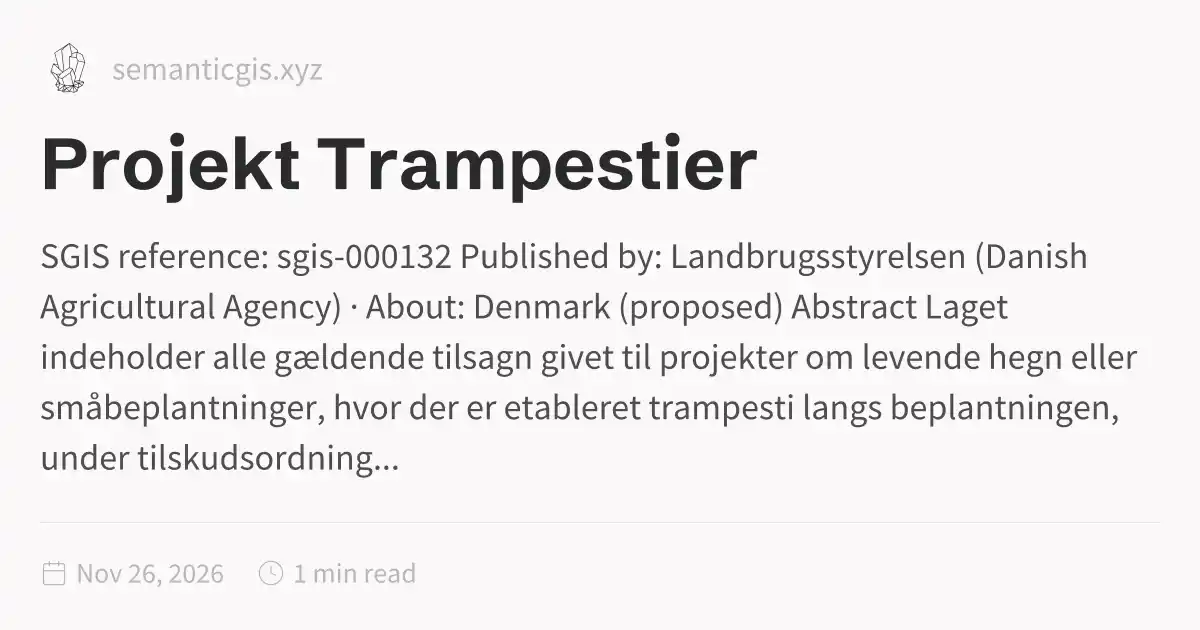 semanticgis.xyz
Projekt Trampestier
SGIS reference: sgis-000132 Published by: Landbrugsstyrelsen (Danish
Agricultural Agency) · About: Denmark (proposed) Abstract Laget
indeholder alle gældende tilsagn givet til projekter om levende hegn eller
småbeplantninger, hvor der er etableret trampesti langs beplantningen,
under tilskudsordning...
Nov 26, 2026 1 min read